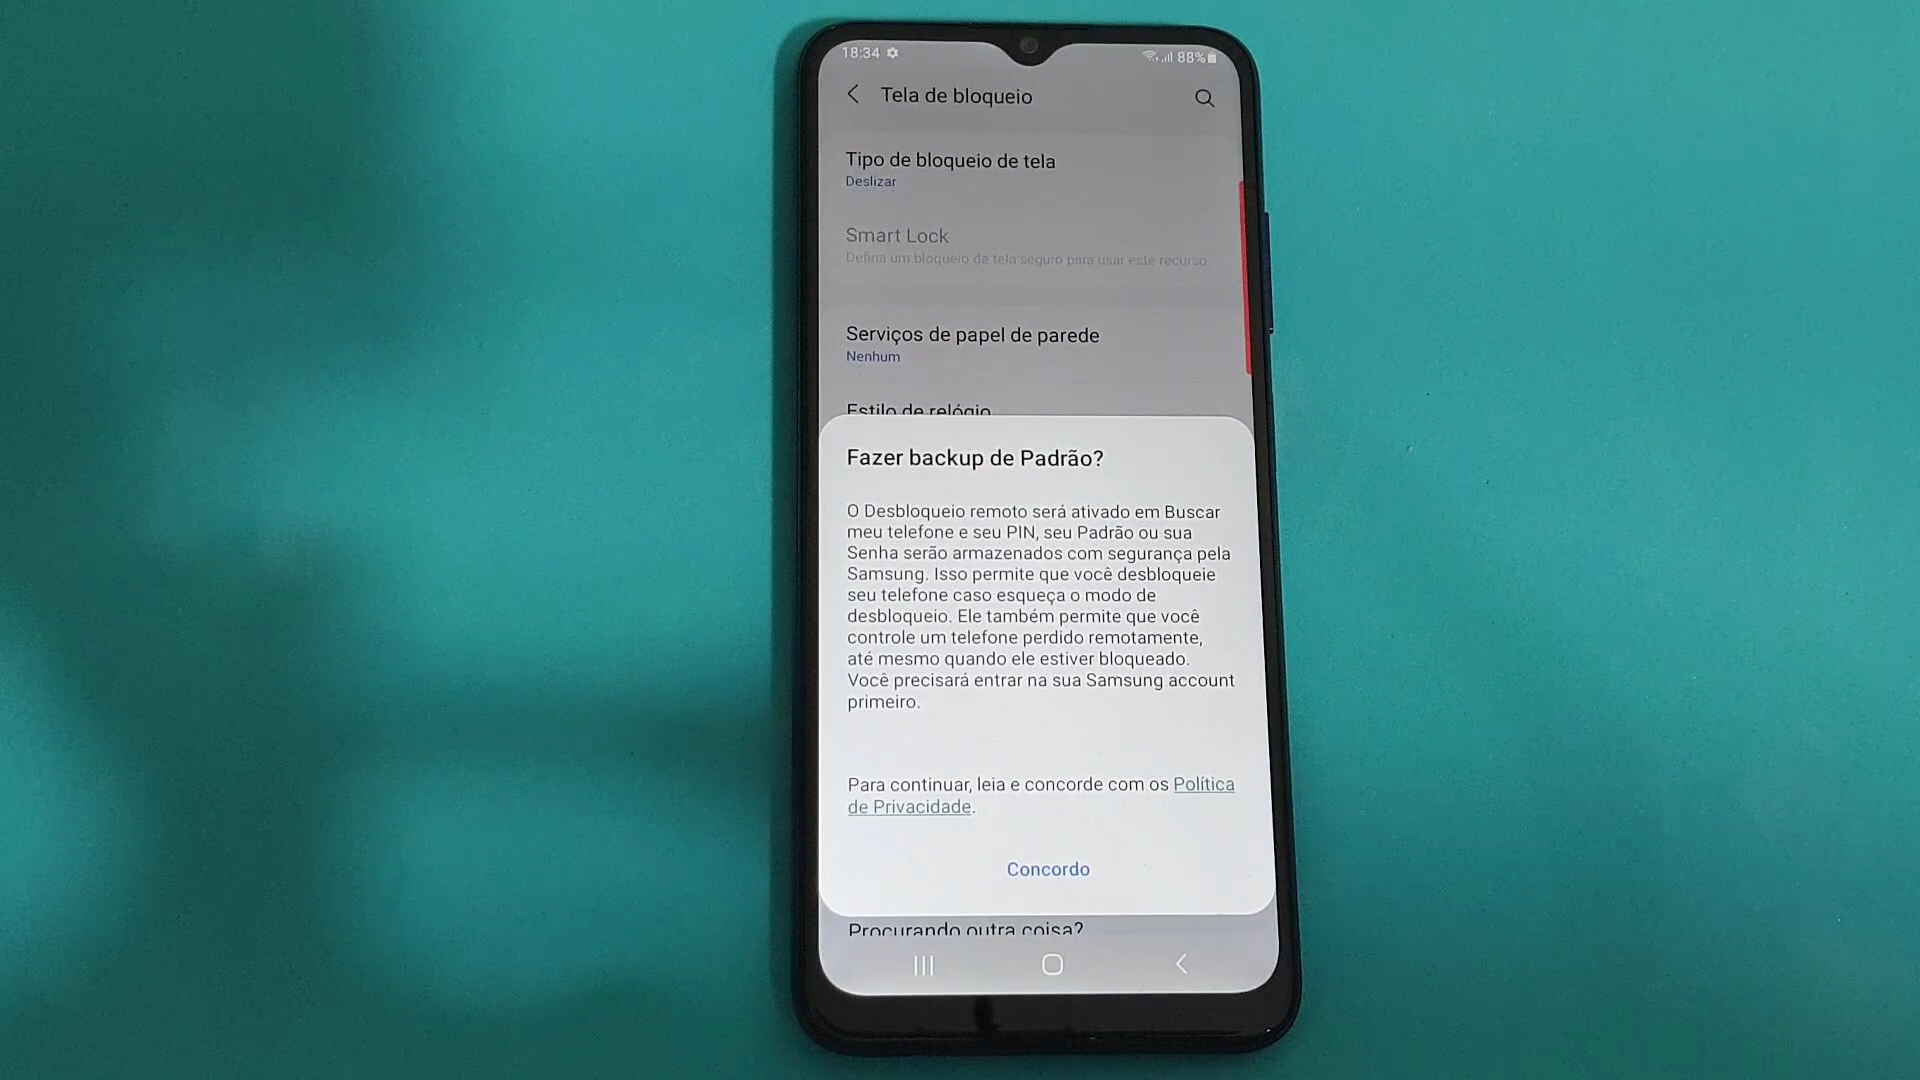 18:34
88%
Tela de bloqueio
Tipo de bloqueio de tela
Deslizar
Smart Lock
Defina um bloqueio de tela seguro para usar este recurso.
Serviços de papel de parede
Nenhum
Estilo de relógio
Fazer backup de Padrão?
O Desbloqueio remoto será ativado em Buscar
meu telefone e seu PIN, seu Padrão ou sua
Senha serão armazenados com segurança pela
Samsung. Isso permite que você desbloqueie
seu telefone caso esqueça o modo de
desbloqueio. Ele também permite que você
controle um telefone perdido remotamente,
até mesmo quando ele estiver bloqueado.
Você precisará entrar na sua Samsung account
primeiro.
Para continuar, leia e concorde com os Política
de Privacidade.
Concordo
Procurando outra coisa?